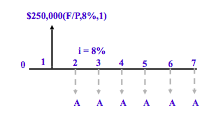 $250,000(F/P,8%,1)
i = 8%
0 1 2 3 4 5 6 7
A A A A A A